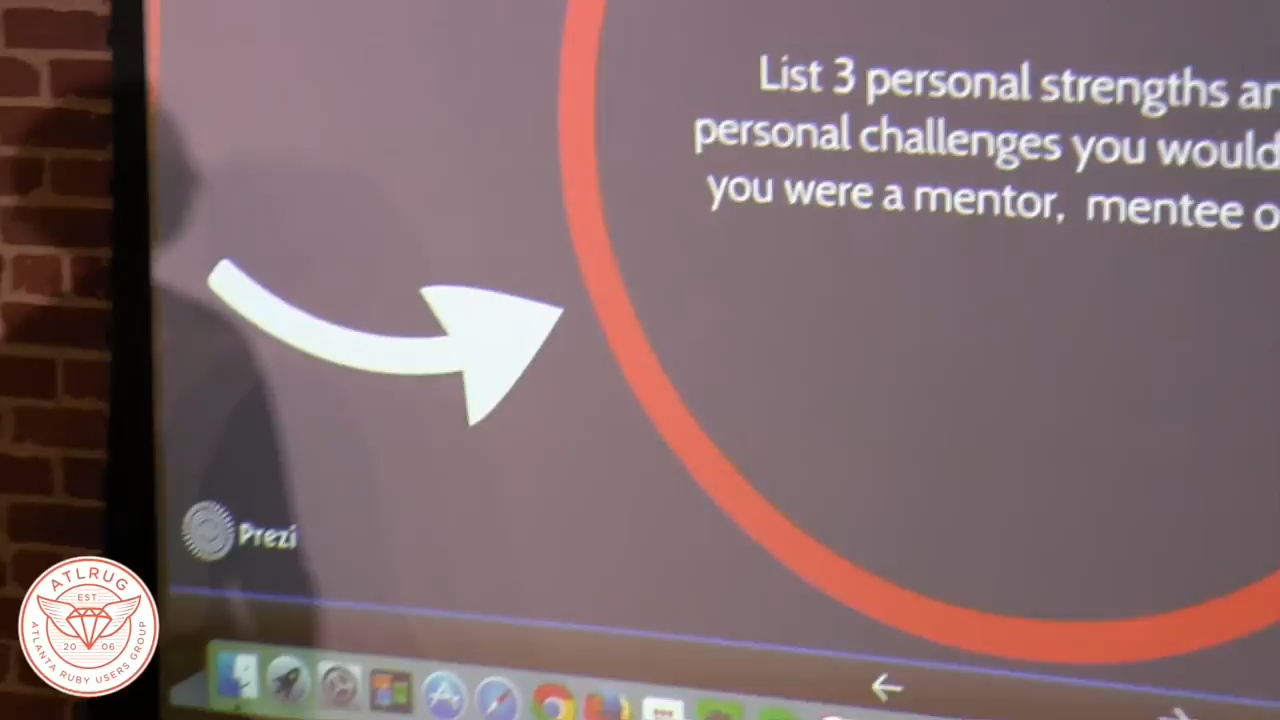 List 3 personal strengths
personal challenges you would
you were a mentor, mentee
Prezi
ATLRUG
EST.
20 06
ATLANTA RUBY USERS GROUP